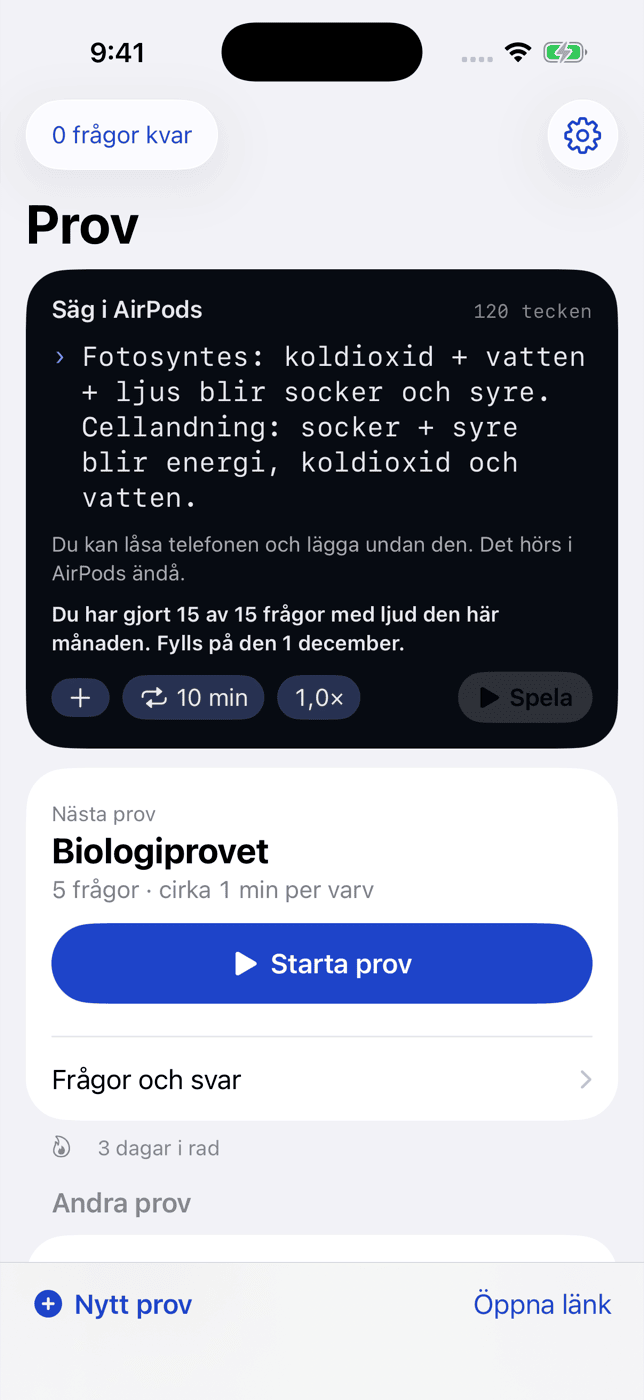 9:41
0 frågor kvar
Prov
Säg i AirPods
120 tecken
› Fotosyntes: koldioxid + vatten
+ ljus blir socker och syre.
Cellandning: socker + syre
blir energi, koldioxid och
vatten.
Du kan låsa telefonen och lägga undan den. Det hörs i
AirPods ändå.
Du har gjort 15 av 15 frågor med ljud den här
månaden. Fylls på den 1 december.
10 min
1,0×
Spela
Nästa prov
Biologiprovet
5 frågor · cirka 1 min per varv
Starta prov
Frågor och svar
3 dagar i rad
Andra prov
Nytt prov
Öppna länk